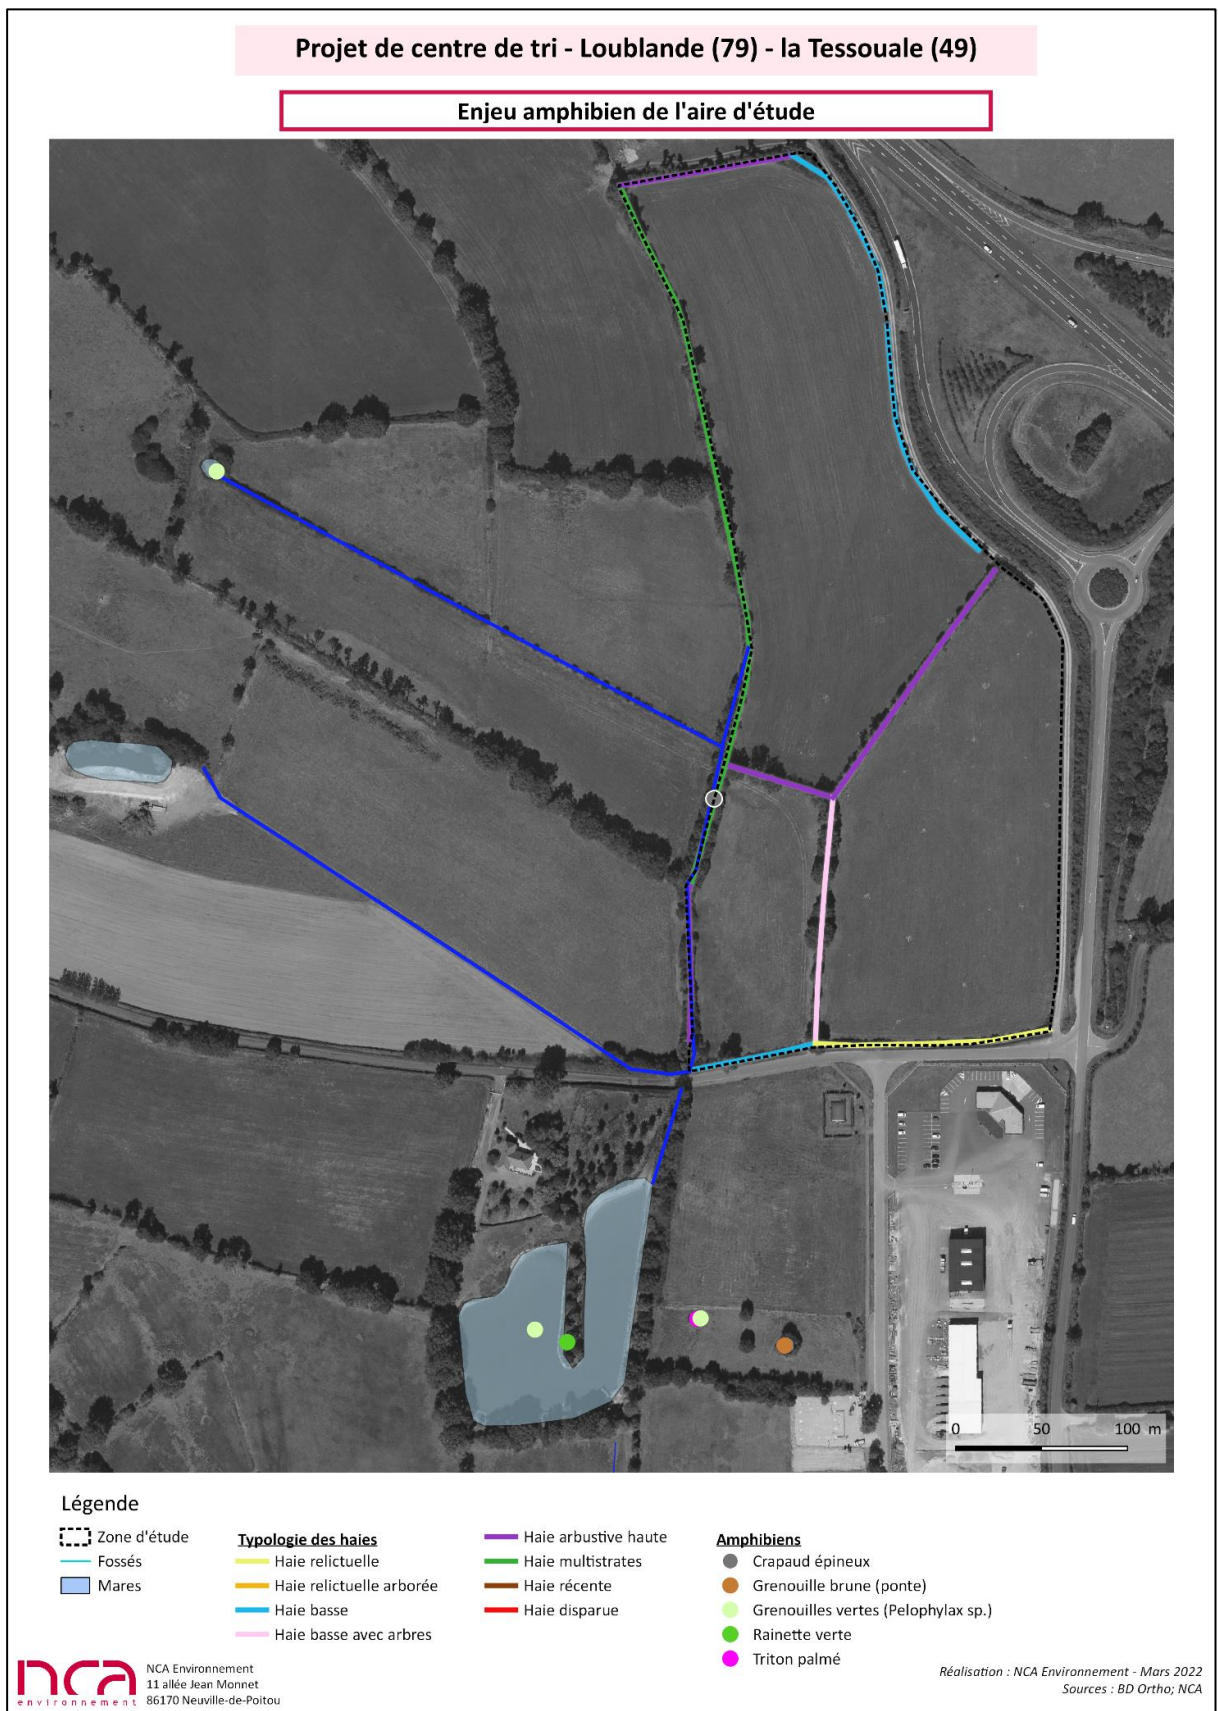 Projet de centre de tri - Loublande (79) - la Tessouale (49)
Enjeu amphibien de l'aire d'étude
0 50 100 m
Légende
Zone d'étude
Fossés
Mares
Typologie des haies
Haie relictuelle
Haie relictuelle arborée
Haie basse
Haie basse avec arbres
Haie arbustive haute
Haie multistrates
Haie récente
Haie disparue
Amphibiens
Crapaud épineux
Grenouille brune (ponte)
Grenouilles vertes (Pelophylax sp.)
Rainette verte
Triton palmé
nca
environnement
NCA Environnement
11 allée Jean Monnet
86170 Neuville-de-Poitou
Réalisation : NCA Environnement - Mars 2022
Sources : BD Ortho; NCA